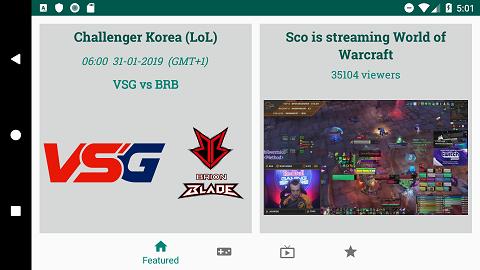 5:01
Challenger Korea (LoL)
06:00 31-01-2019 (GMT+1)
VSG vs BRB
VSG
BRION
BLADE
Sco is streaming World of
Warcraft
35104 viewers
Featured